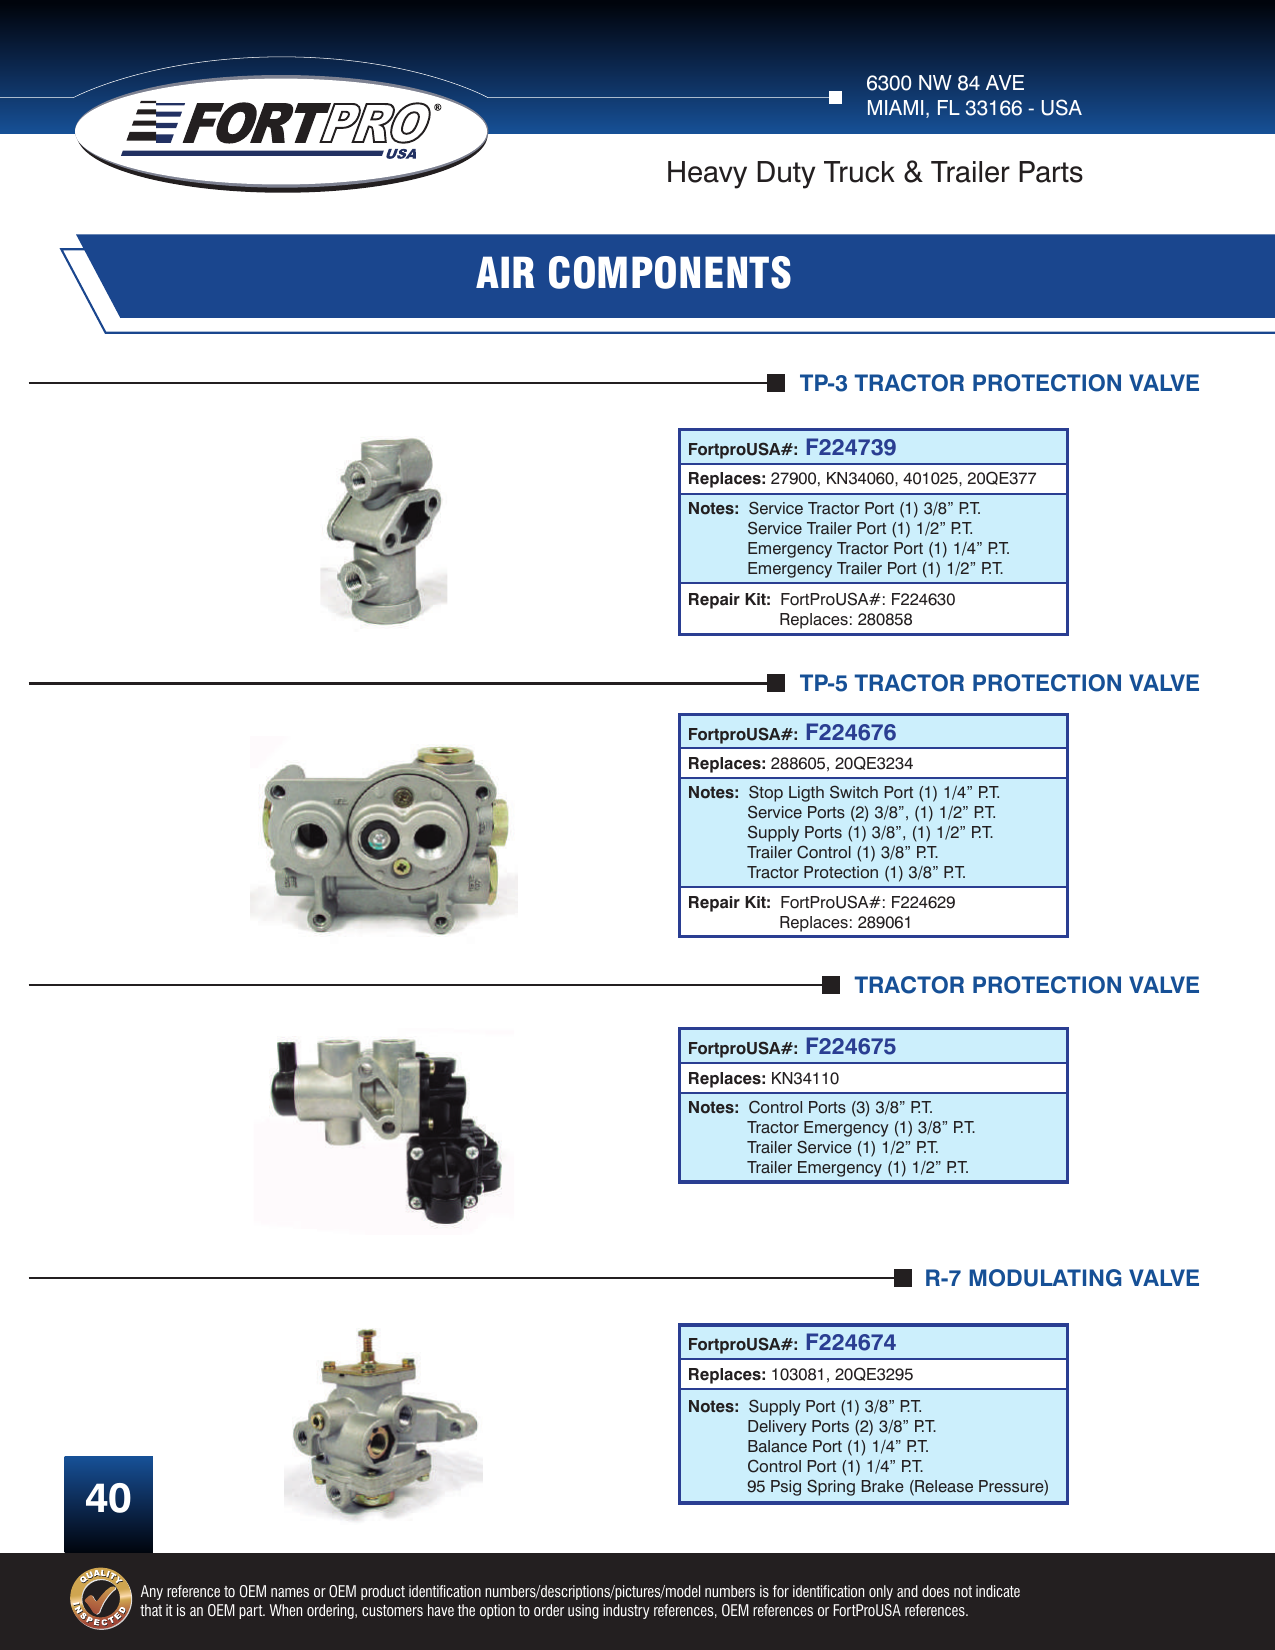 FORTPRO®
USA
6300 NW 84 AVE
MIAMI, FL 33166 - USA
Heavy Duty Truck & Trailer Parts
AIR COMPONENTS
TP-3 TRACTOR PROTECTION VALVE
FortproUSA#: F224739
Replaces: 27900, KN34060, 401025, 20QE377
Notes: Service Tractor Port (1) 3/8” P.T.
Service Trailer Port (1) 1/2” P.T.
Emergency Tractor Port (1) 1/4” P.T.
Emergency Trailer Port (1) 1/2” P.T.
Repair Kit: FortProUSA#: F224630
Replaces: 280858
TP-5 TRACTOR PROTECTION VALVE
FortproUSA#: F224676
Replaces: 288605, 20QE3234
Notes: Stop Ligth Switch Port (1) 1/4” P.T.
Service Ports (2) 3/8”, (1) 1/2” P.T.
Supply Ports (1) 3/8”, (1) 1/2” P.T.
Trailer Control (1) 3/8” P.T.
Tractor Protection (1) 3/8” P.T.
Repair Kit: FortProUSA#: F224629
Replaces: 289061
TRACTOR PROTECTION VALVE
FortproUSA#: F224675
Replaces: KN34110
Notes: Control Ports (3) 3/8” P.T.
Tractor Emergency (1) 3/8” P.T.
Trailer Service (1) 1/2” P.T.
Trailer Emergency (1) 1/2” P.T.
R-7 MODULATING VALVE
FortproUSA#: F224674
Replaces: 103081, 20QE3295
Notes: Supply Port (1) 3/8” P.T.
Delivery Ports (2) 3/8” P.T.
Balance Port (1) 1/4” P.T.
Control Port (1) 1/4” P.T.
95 Psig Spring Brake (Release Pressure)
40
QUALITY
INSPECTED
Any reference to OEM names or OEM product identification numbers/descriptions/pictures/model numbers is for identification only and does not indicate
that it is an OEM part. When ordering, customers have the option to order using industry references, OEM references or FortProUSA references.